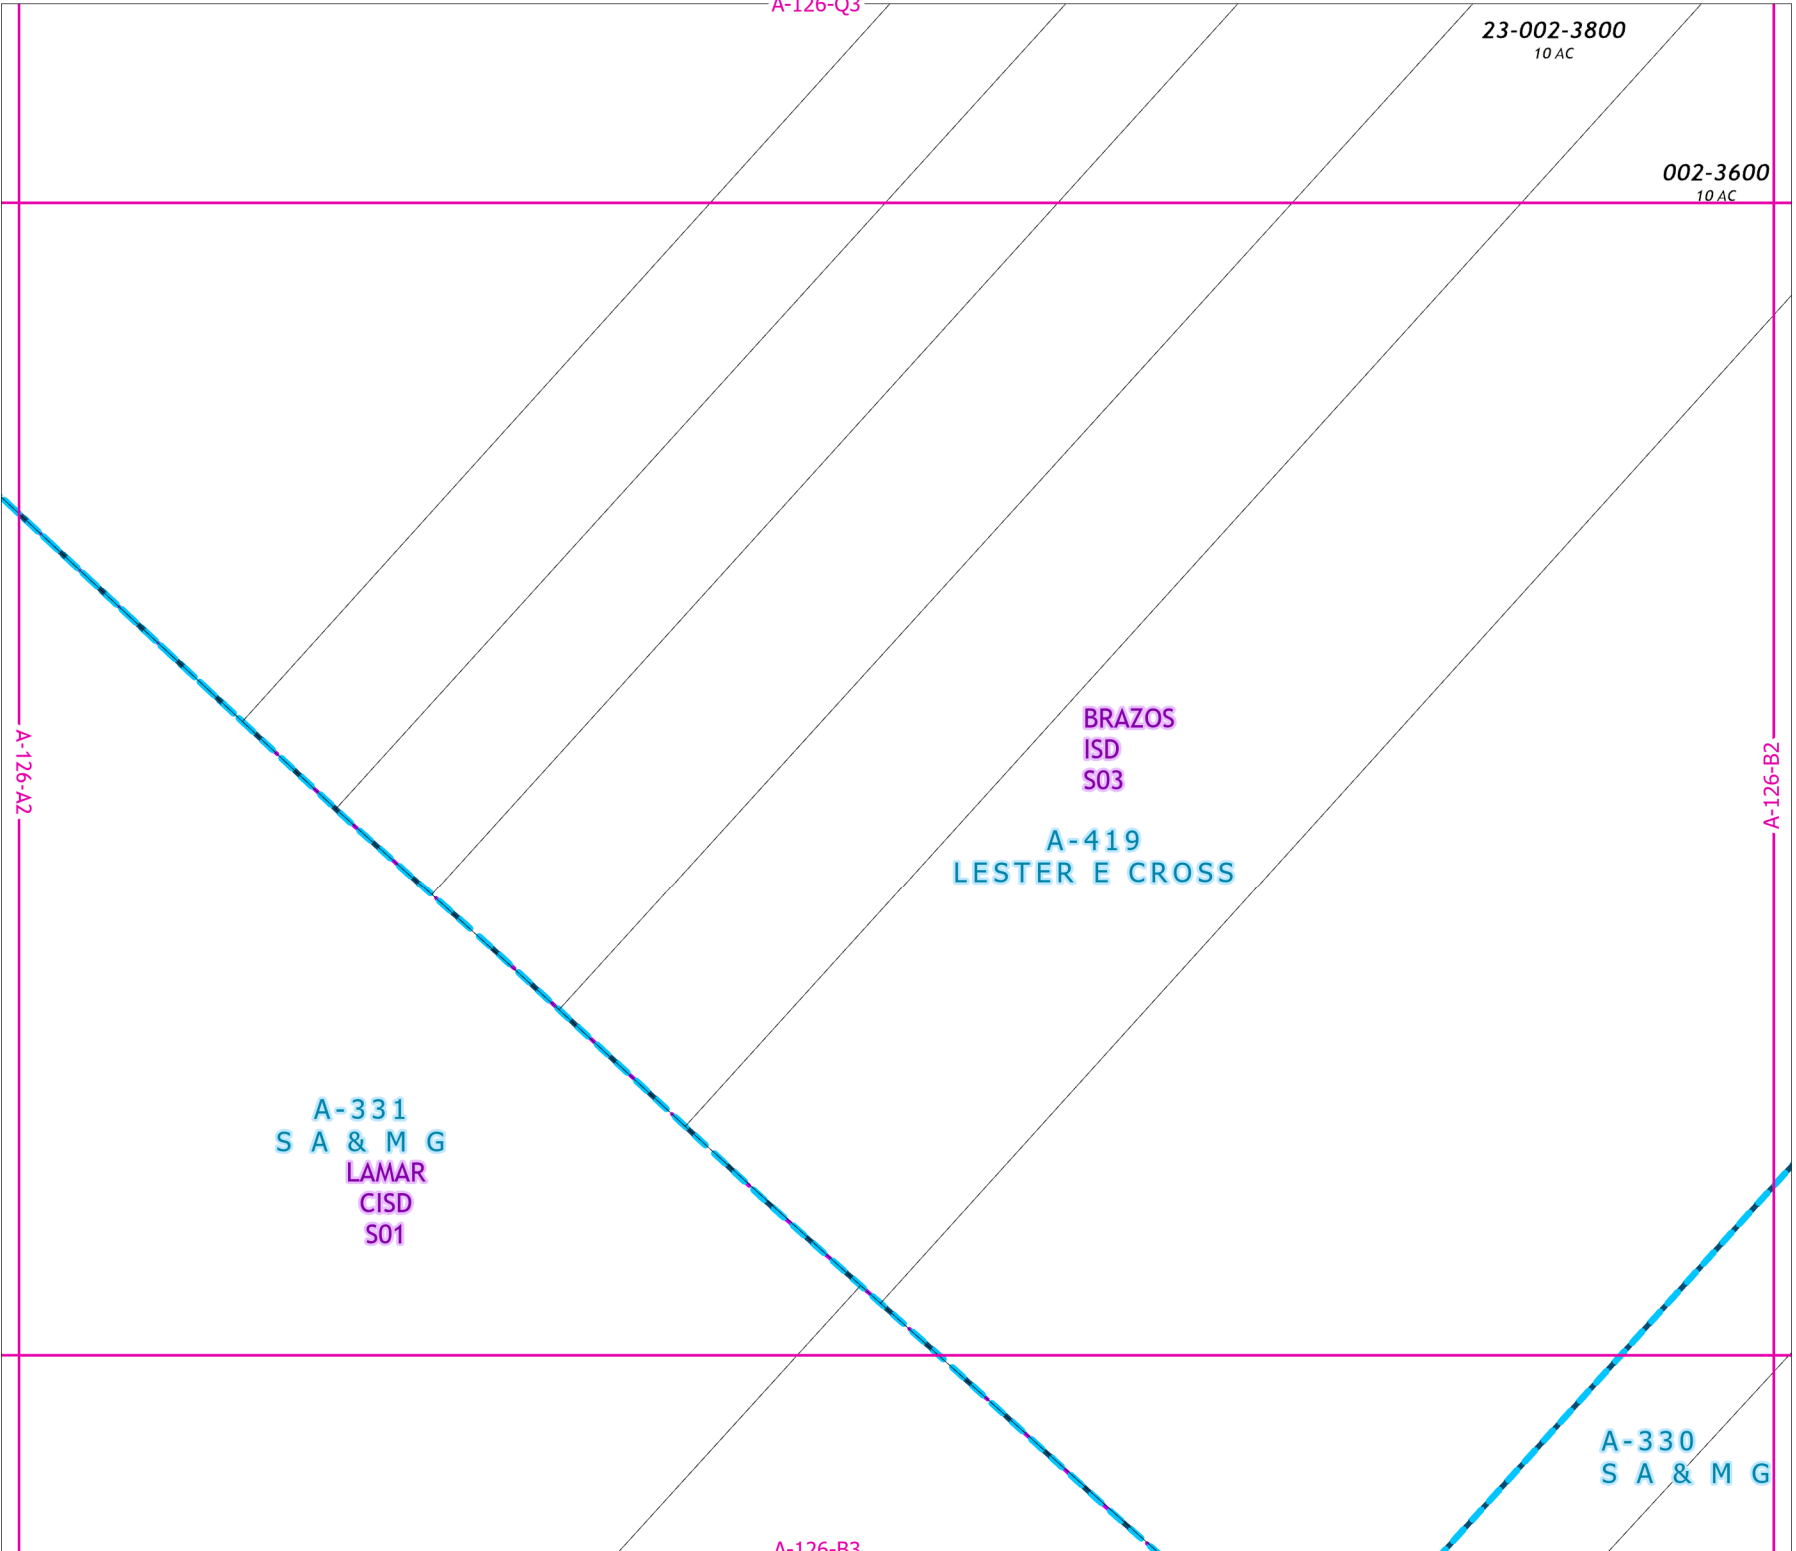 A-126-Q3
23-002-3800
10 AC
002-3600
10 AC
A-126-A2
BRAZOS
ISD
S03
A-126-B2
A-419
LESTER E CROSS
A-331
S A & M G
LAMAR
CISD
S01
A-330
S A & M G
A-126-B3